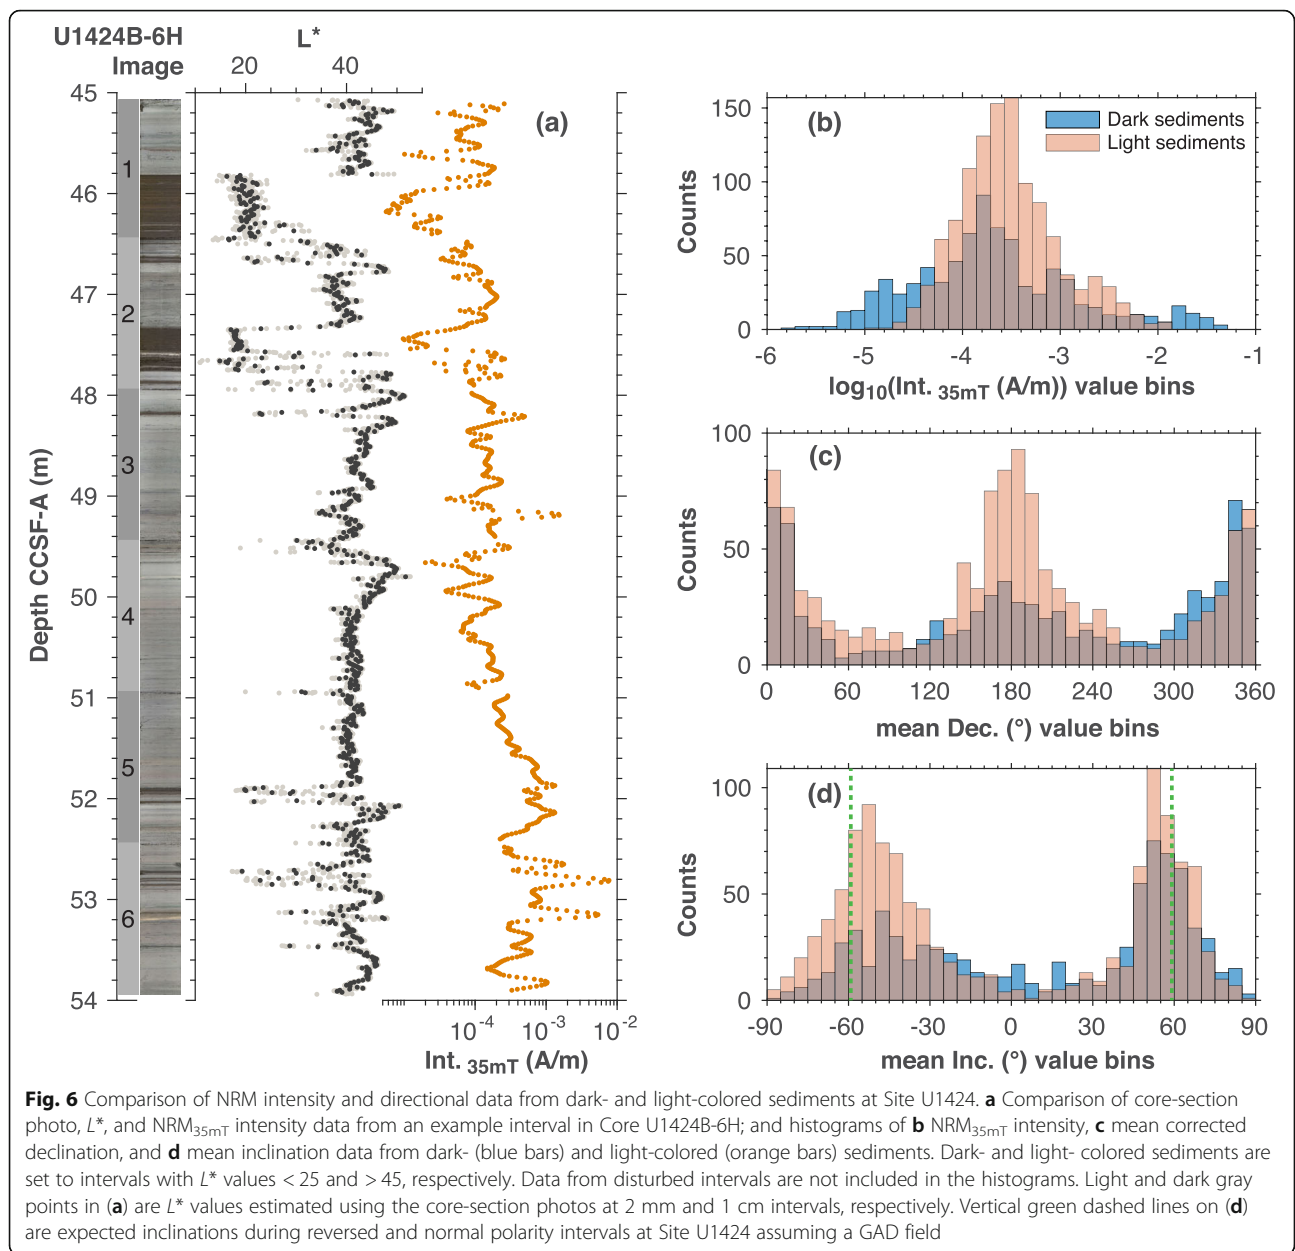 U1424B-6H
Image
L*
20 40
45
46
47
48
49
50
51
52
53
54
Depth CCSF-A (m)
1
2
3
4
5
6
(a)
10-4 10-3 10-2
Int. 35mT (A/m)
(b)
Dark sediments
Light sediments
Counts
150
100
50
0
-6 -5 -4 -3 -2 -1
log10(Int. 35mT (A/m)) value bins
(c)
Counts
100
50
0
0 60 120 180 240 300 360
mean Dec. (°) value bins
(d)
Counts
100
50
0
-90 -60 -30 0 30 60 90
mean Inc. (°) value bins
Fig. 6 Comparison of NRM intensity and directional data from dark- and light-colored sediments at Site U1424. a Comparison of core-section
photo, L*, and NRM35mT intensity data from an example interval in Core U1424B-6H; and histograms of b NRM35mT intensity, c mean corrected
declination, and d mean inclination data from dark- (blue bars) and light-colored (orange bars) sediments. Dark- and light- colored sediments are
set to intervals with L* values < 25 and > 45, respectively. Data from disturbed intervals are not included in the histograms. Light and dark gray
points in (a) are L* values estimated using the core-section photos at 2 mm and 1 cm intervals, respectively. Vertical green dashed lines on (d)
are expected inclinations during reversed and normal polarity intervals at Site U1424 assuming a GAD field